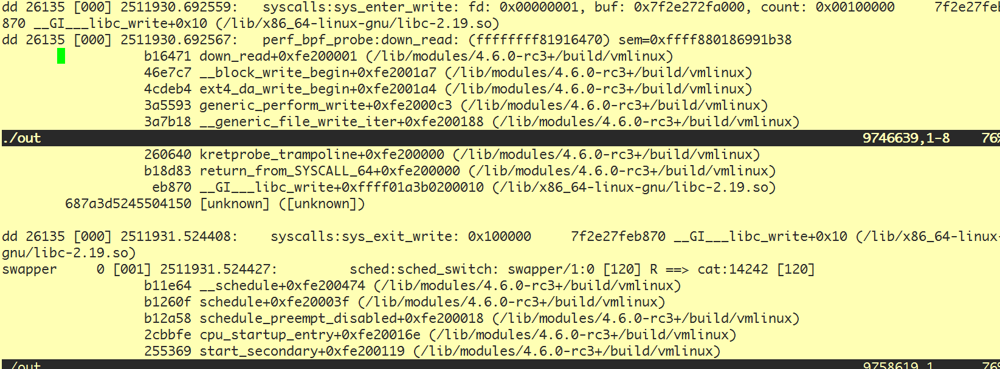 dd 26135 [000] 2511930.692559:   syscalls:sys_enter_write: fd: 0x00000001, buf: 0x7f2e272fa000, count: 0x00100000     7f2e27feb
870 __GI___libc_write+0x10 (/lib/x86_64-linux-gnu/libc-2.19.so)
dd 26135 [000] 2511930.692567:   perf_bpf_probe:down_read: (ffffffff81916470) sem=0xffff880186991b38
b16471 down_read+0xfe200001 (/lib/modules/4.6.0-rc3+/build/vmlinux)
46e7c7 __block_write_begin+0xfe2001a7 (/lib/modules/4.6.0-rc3+/build/vmlinux)
4cdeb4 ext4_da_write_begin+0xfe2001a4 (/lib/modules/4.6.0-rc3+/build/vmlinux)
3a5593 generic_perform_write+0xfe2000c3 (/lib/modules/4.6.0-rc3+/build/vmlinux)
3a7b18 __generic_file_write_iter+0xfe200188 (/lib/modules/4.6.0-rc3+/build/vmlinux)
./out 9746639,1-8 76%
260640 kretprobe_trampoline+0xfe200000 (/lib/modules/4.6.0-rc3+/build/vmlinux)
b18d83 return_from_SYSCALL_64+0xfe200000 (/lib/modules/4.6.0-rc3+/build/vmlinux)
eb870 __GI___libc_write+0xffff01a3b0200010 (/lib/x86_64-linux-gnu/libc-2.19.so)
687a3d5245504150 [unknown] ([unknown])
dd 26135 [000] 2511931.524408:    syscalls:sys_exit_write: 0x100000     7f2e27feb870 __GI___libc_write+0x10 (/lib/x86_64-linux-
gnu/libc-2.19.so)
swapper     0 [001] 2511931.524427:         sched:sched_switch: swapper/1:0 [120] R ==> cat:14242 [120]
b11e64 __schedule+0xfe200474 (/lib/modules/4.6.0-rc3+/build/vmlinux)
b1260f schedule+0xfe20003f (/lib/modules/4.6.0-rc3+/build/vmlinux)
b12a58 schedule_preempt_disabled+0xfe200018 (/lib/modules/4.6.0-rc3+/build/vmlinux)
2cbbfe cpu_startup_entry+0xfe20016e (/lib/modules/4.6.0-rc3+/build/vmlinux)
255369 start_secondary+0xfe200119 (/lib/modules/4.6.0-rc3+/build/vmlinux)
./out 9758619,1 76%